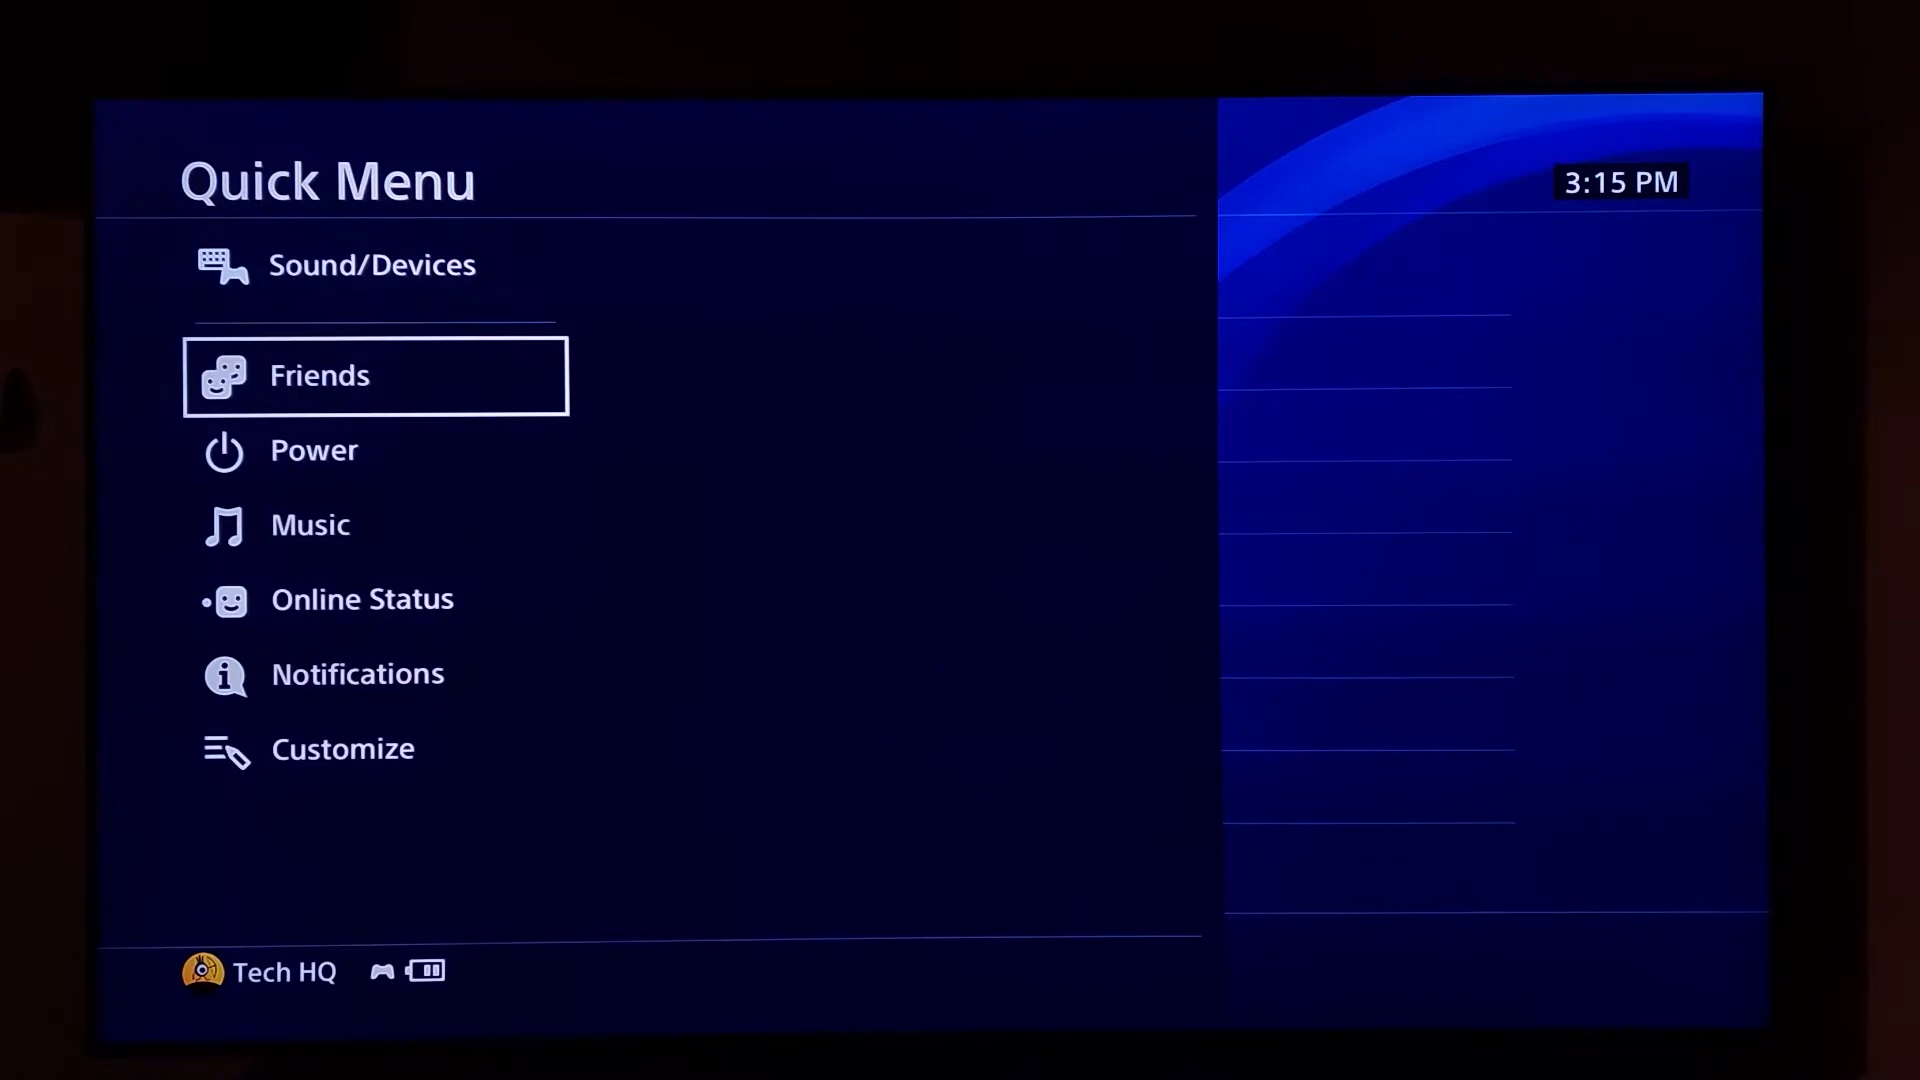 Quick Menu
3:15 PM
Sound/Devices
Friends
Power
Music
Online Status
Notifications
Customize
Tech HQ